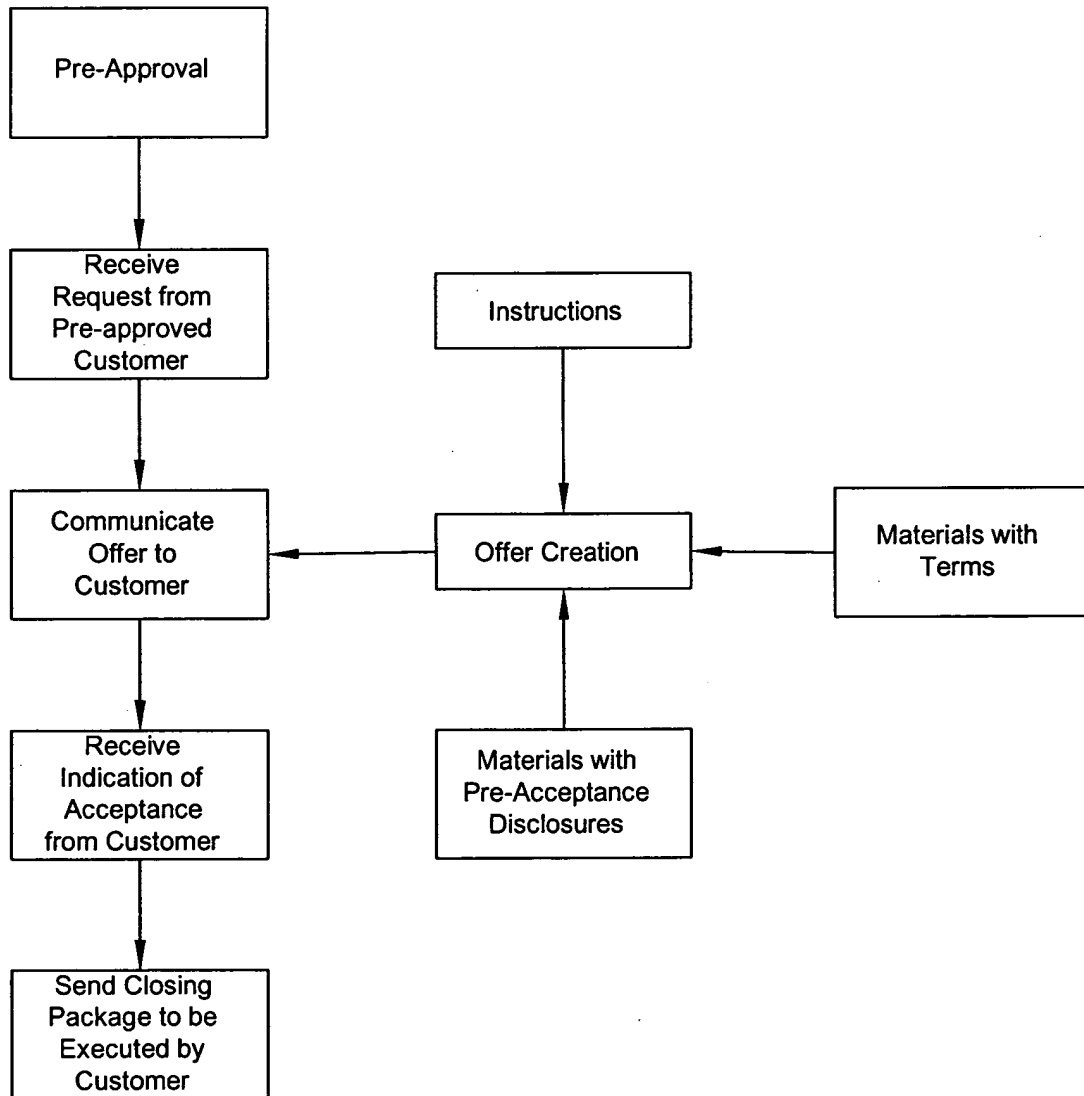 Pre-Approval
Receive
Request from
Pre-approved
Customer
Instructions
Communicate
Offer to
Customer
Offer Creation
Materials with
Terms
Receive
Indication of
Acceptance
from Customer
Materials with
Pre-Acceptance
Disclosures
Send Closing
Package to be
Executed by
Customer